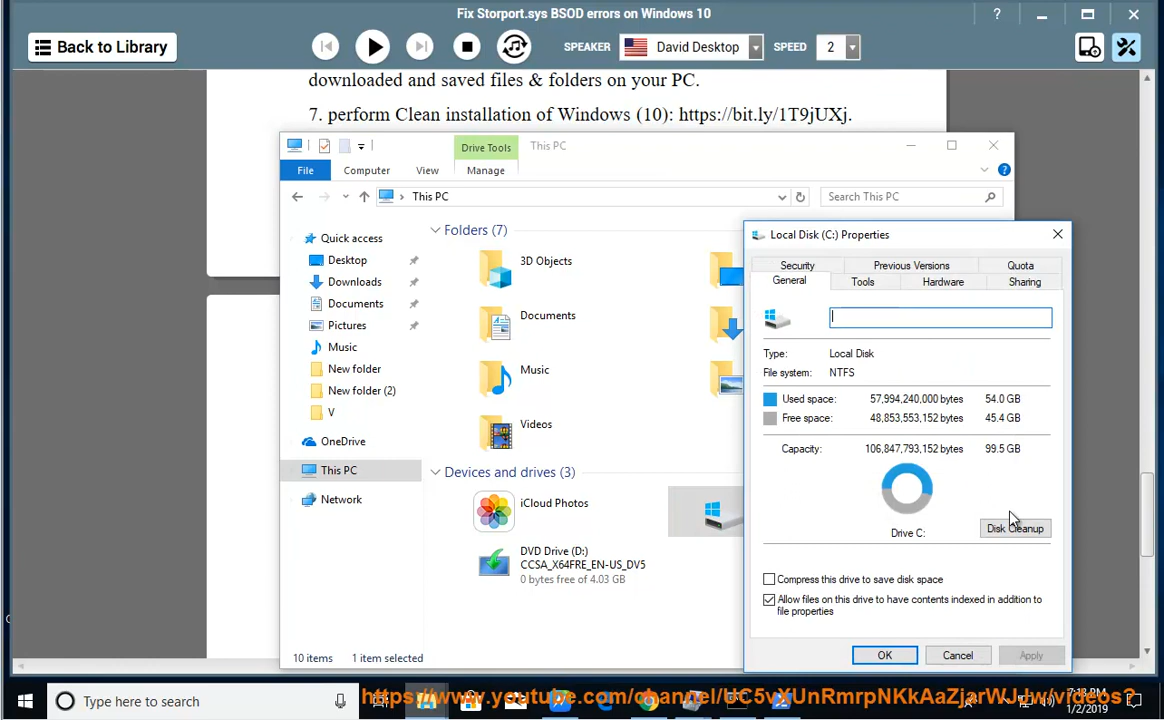 Fix Storport.sys BSOD errors on Windows 10
?
Back to Library
SPEAKER
David Desktop
SPEED
2
downloaded and saved files & folders on your PC.
7. perform Clean installation of Windows (10): https://bit.ly/1T9jUXj.
Drive Tools
This PC
File
Computer
View
Manage
?
This PC
Search This PC
Quick access
Desktop
Downloads
Documents
Pictures
Music
New folder
New folder (2)
V
OneDrive
This PC
Network
Folders (7)
3D Objects
Documents
Music
Videos
Devices and drives (3)
iCloud Photos
DVD Drive (D:)
CCSA_X64FRE_EN-US_DV5
0 bytes free of 4.03 GB
10 items
1 item selected
Local Disk (C:) Properties
Security
Previous Versions
Quota
General
Tools
Hardware
Sharing
Type: Local Disk
File system: NTFS
Used space: 57,994,240,000 bytes 54.0 GB
Free space: 48,853,553,152 bytes 45.4 GB
Capacity: 106,847,793,152 bytes 99.5 GB
Drive C:
Disk Cleanup
Compress this drive to save disk space
Allow files on this drive to have contents indexed in addition to
file properties
OK
Cancel
Apply
Type here to search
https://www.youtube.com/channel/UC5vXUnRmrpNKkAaZjarWJLw/videos?
7:18 PM
1/2/2019